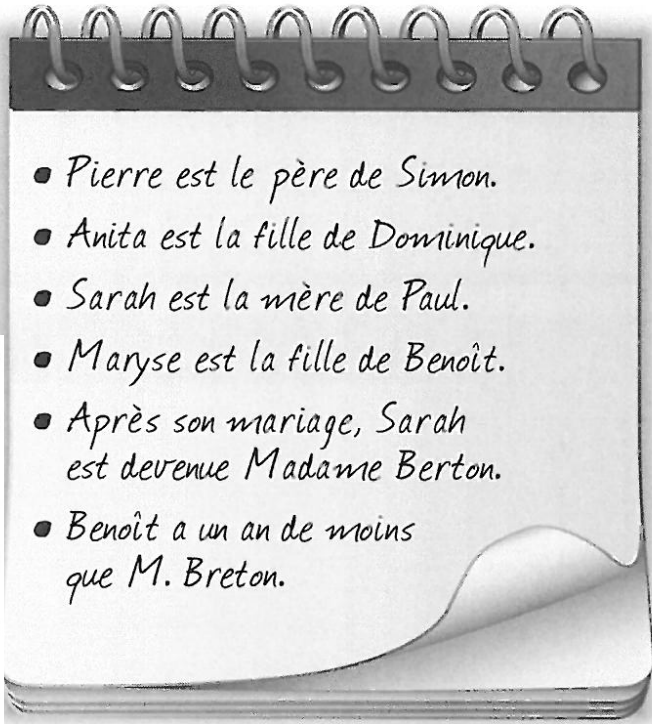 • Pierre est le père de Simon.
• Anita est la fille de Dominique.
• Sarah est la mère de Paul.
• Maryse est la fille de Benoît.
• Après son mariage, Sarah
est devenue Madame Berton.
• Benoît a un an de moins
que M. Breton.